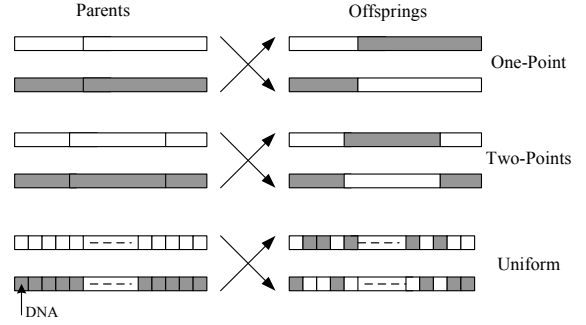 Parents
Offsprings
One-Point
Two-Points
Uniform
DNA